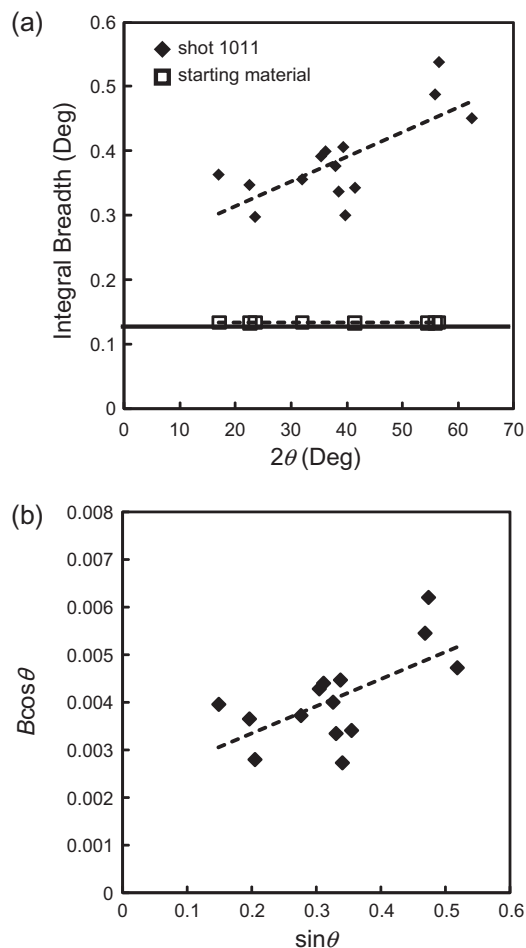 (a)
0.6
0.5
0.4
0.3
0.2
0.1
0
Integral Breadth (Deg)
shot 1011
starting material
0 10 20 30 40 50 60 70
2θ (Deg)
(b)
0.008
0.007
0.006
0.005
0.004
0.003
0.002
0.001
0
Bcosθ
0 0.1 0.2 0.3 0.4 0.5 0.6
sinθ